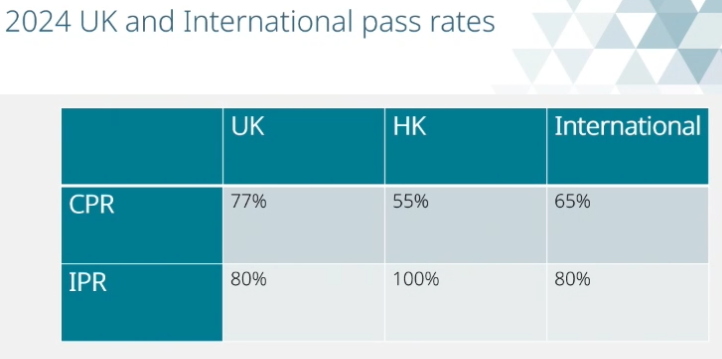 2024 UK and International pass rates
UK HK International
CPR 77% 55% 65%
IPR 80% 100% 80%